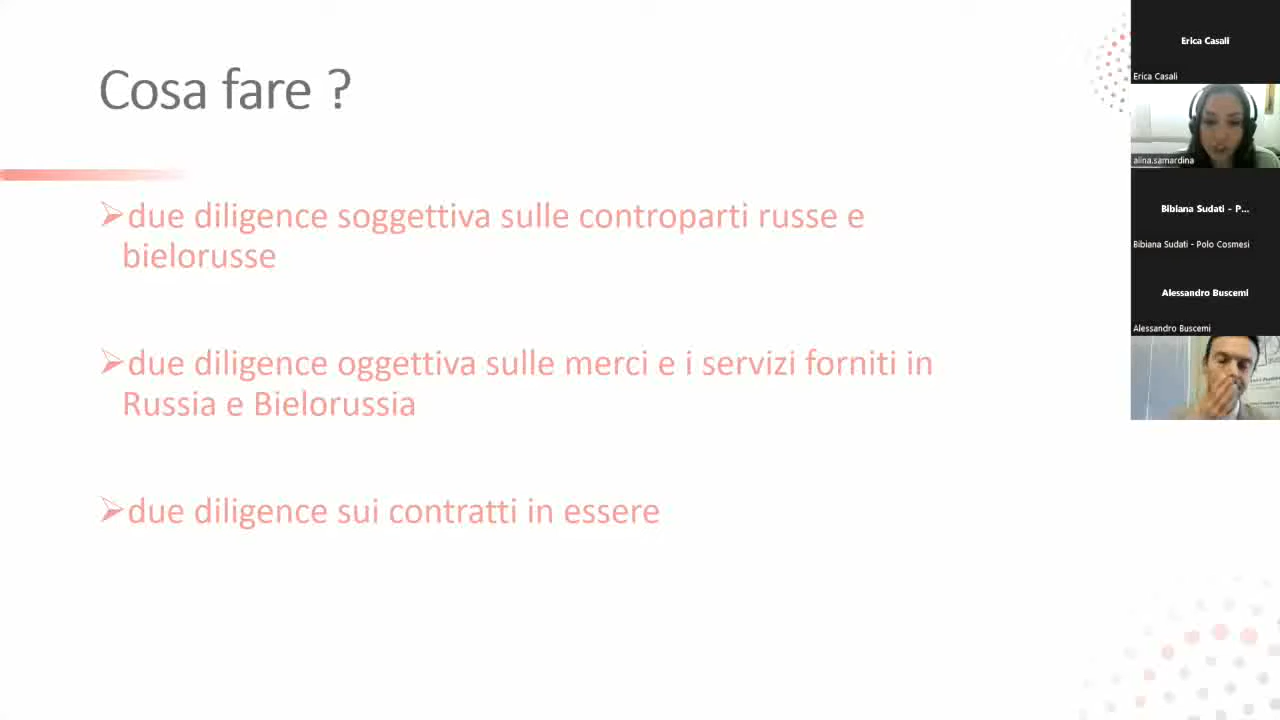 Cosa fare ?
➢due diligence soggettiva sulle controparti russe e
bielorusse
➢due diligence oggettiva sulle merci e i servizi forniti in
Russia e Bielorussia
➢due diligence sui contratti in essere
Erica Casali
Erica Casali
alina.samardina
Bibiana Sudati - P...
Bibiana Sudati - Polo Cosmesi
Alessandro Buscemi
Alessandro Buscemi